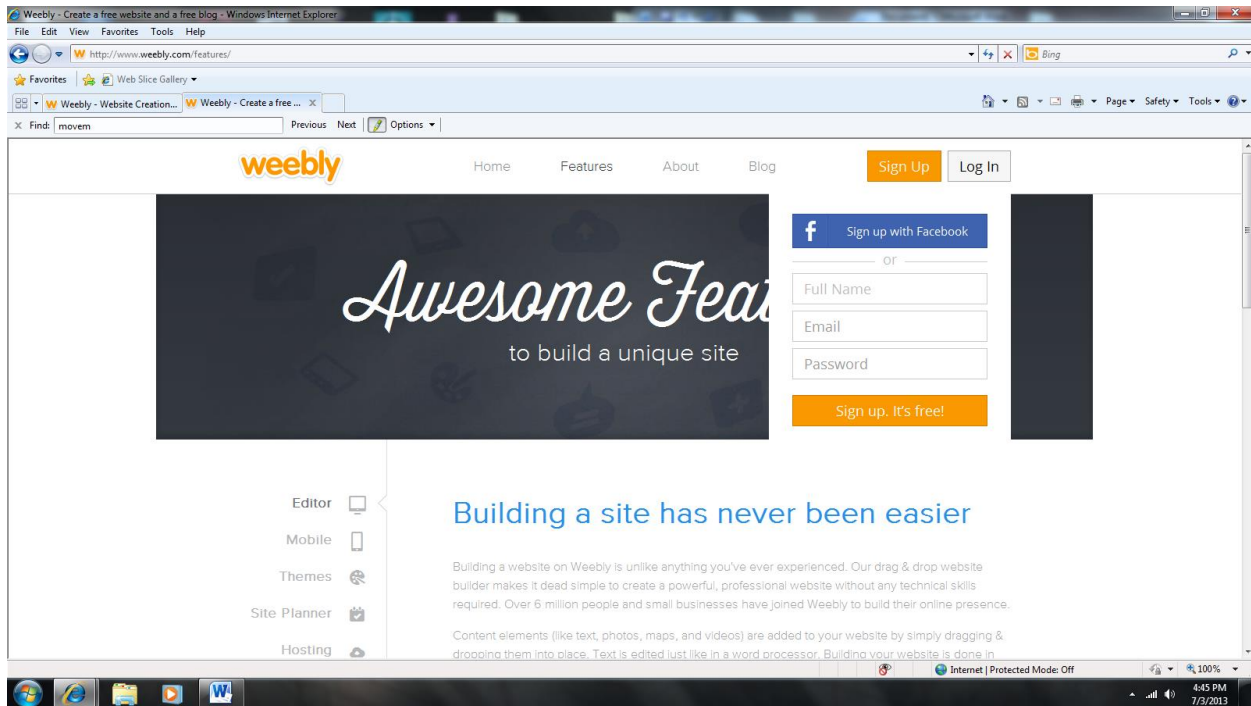 Weebly - Create a free website and a free blog - Windows Internet Explorer
File Edit View Favorites Tools Help
http://www.weebly.com/features/ Bing
Favorites Web Slice Gallery
Weebly - Website Creation... Weebly - Create a free ... X Page Safety Tools
X Find: movem Previous Next Options
weebly Home Features About Blog Sign Up Log In
Sign up with Facebook
or
Awesome Feat
Full Name
Email
to build a unique site
Password
Sign up. It's free!
Editor
Mobile
Themes
Site Planner
Hosting
Building a site has never been easier
Building a website on Weebly is unlike anything you've ever experienced. Our drag & drop website
builder makes it dead simple to create a powerful, professional website without any technical skills
required. Over 6 million people and small businesses have joined Weebly to build their online presence.
Content elements (like text, photos, maps, and videos) are added to your website by simply dragging &
dropping them into place. Text is edited just like in a word processor. Building your website is done in
Internet | Protected Mode: Off 100%
4:45 PM
7/3/2013